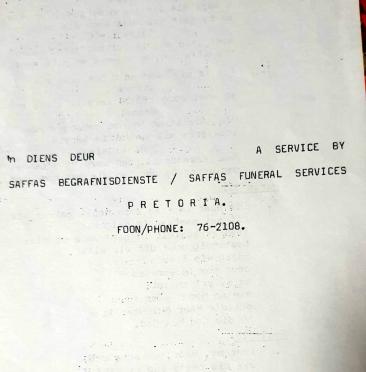 'n DIENS DEUR A SERVICE BY
SAFFAS BEGRAFNISDIENSTE / SAFFAS FUNERAL SERVICES
P R E T O R I A.
FOON/PHONE: 76-2108.